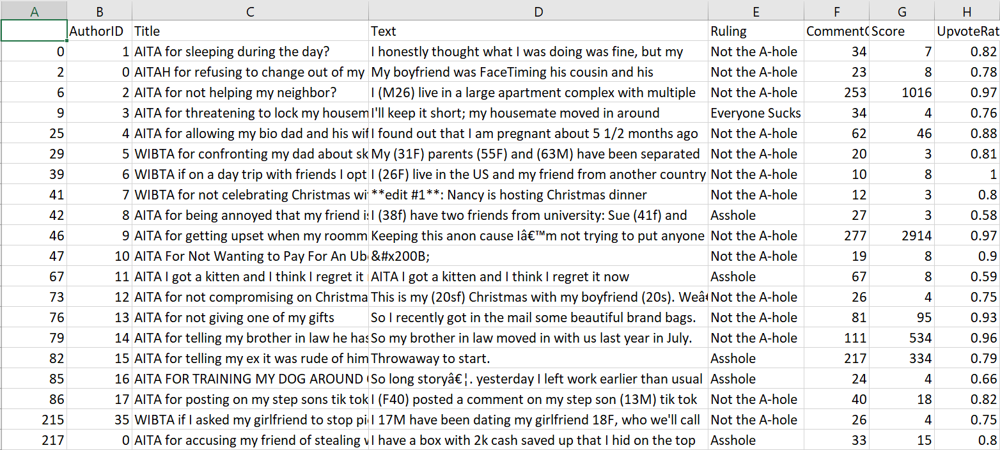 A B C D E F G H
AuthorID Title Text Ruling CommentC Score UpvoteRat
0 1 AITA for sleeping during the day? I honestly thought what I was doing was fine, but my Not the A-hole 34 7 0.82
2 0 AITAH for refusing to change out of my My boyfriend was FaceTiming his cousin and his Not the A-hole 23 8 0.78
6 2 AITA for not helping my neighbor? I (M26) live in a large apartment complex with multiple Not the A-hole 253 1016 0.97
9 3 AITA for threatening to lock my housem I'll keep it short; my housemate moved in around Everyone Sucks 34 4 0.76
25 4 AITA for allowing my bio dad and his wif I found out that I am pregnant about 5 1/2 months ago Not the A-hole 62 46 0.88
29 5 WIBTA for confronting my dad about sk My (31F) parents (55F) and (63M) have been separated Not the A-hole 20 3 0.81
39 6 WIBTA if on a day trip with friends I opt I (26F) live in the US and my friend from another country Not the A-hole 10 8 1
41 7 WIBTA for not celebrating Christmas wi **edit #1**: Nancy is hosting Christmas dinner Not the A-hole 12 3 0.8
42 8 AITA for being annoyed that my friend is I (38f) have two friends from university: Sue (41f) and Asshole 27 3 0.58
46 9 AITA for getting upset when my roomm Keeping this anon cause Iâ€™m not trying to put anyone Not the A-hole 277 2914 0.97
47 10 AITA For Not Wanting to Pay For An Ub &#x200B; Not the A-hole 19 8 0.9
67 11 AITA I got a kitten and I think I regret it AITA I got a kitten and I think I regret it now Asshole 67 8 0.59
73 12 AITA for not compromising on Christma This is my (20sf) Christmas with my boyfriend (20s). Weâ€ Not the A-hole 26 4 0.75
76 13 AITA for not giving one of my gifts So I recently got in the mail some beautiful brand bags. Not the A-hole 81 95 0.93
79 14 AITA for telling my brother in law he has So my brother in law moved in with us last year in July. Not the A-hole 111 534 0.96
82 15 AITA for telling my ex it was rude of him Throwaway to start. Asshole 217 334 0.79
85 16 AITA FOR TRAINING MY DOG AROUND So long storyâ€¦. yesterday I left work earlier than usual Asshole 24 4 0.66
86 17 AITA for posting on my step sons tik tok I (F40) posted a comment on my step son (13M) tik tok Not the A-hole 40 18 0.82
215 35 WIBTA if I asked my girlfriend to stop pi I 17M have been dating my girlfriend 18F, who we'll call Not the A-hole 26 4 0.75
217 0 AITA for accusing my friend of stealing I have a box with 2k cash saved up that I hid on the top Asshole 33 15 0.8